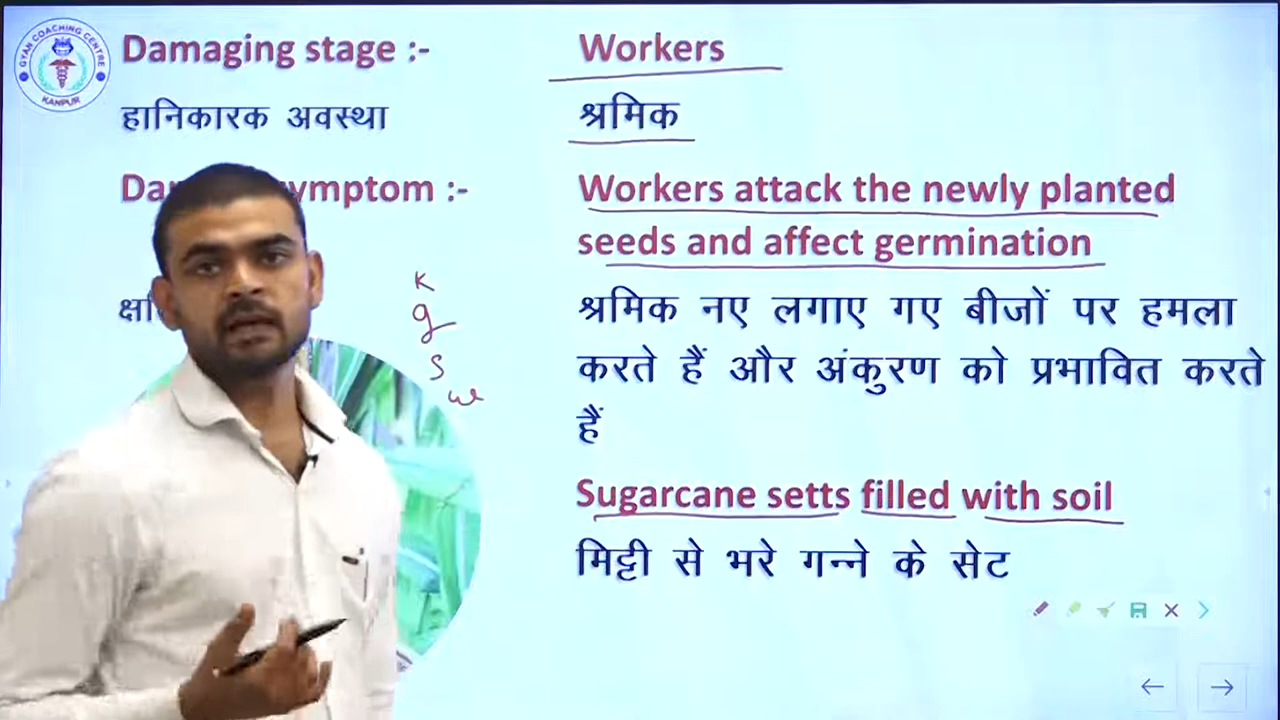 GYAN COACHING CENTRE
KANPUR
Damaging stage :- Workers
हानिकारक अवस्था श्रमिक
ymptom :- Workers attack the newly planted
seeds and affect germination
श्रमिक नए लगाए गए बीजों पर हमला
करते हैं और अंकुरण को प्रभावित करते
हैं
K
g
S
w
Sugarcane setts filled with soil
मिट्टी से भरे गन्ने के सेट